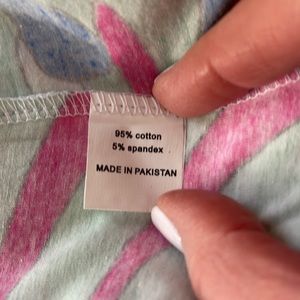 95% cotton
5% spandex
MADE IN PAKISTAN